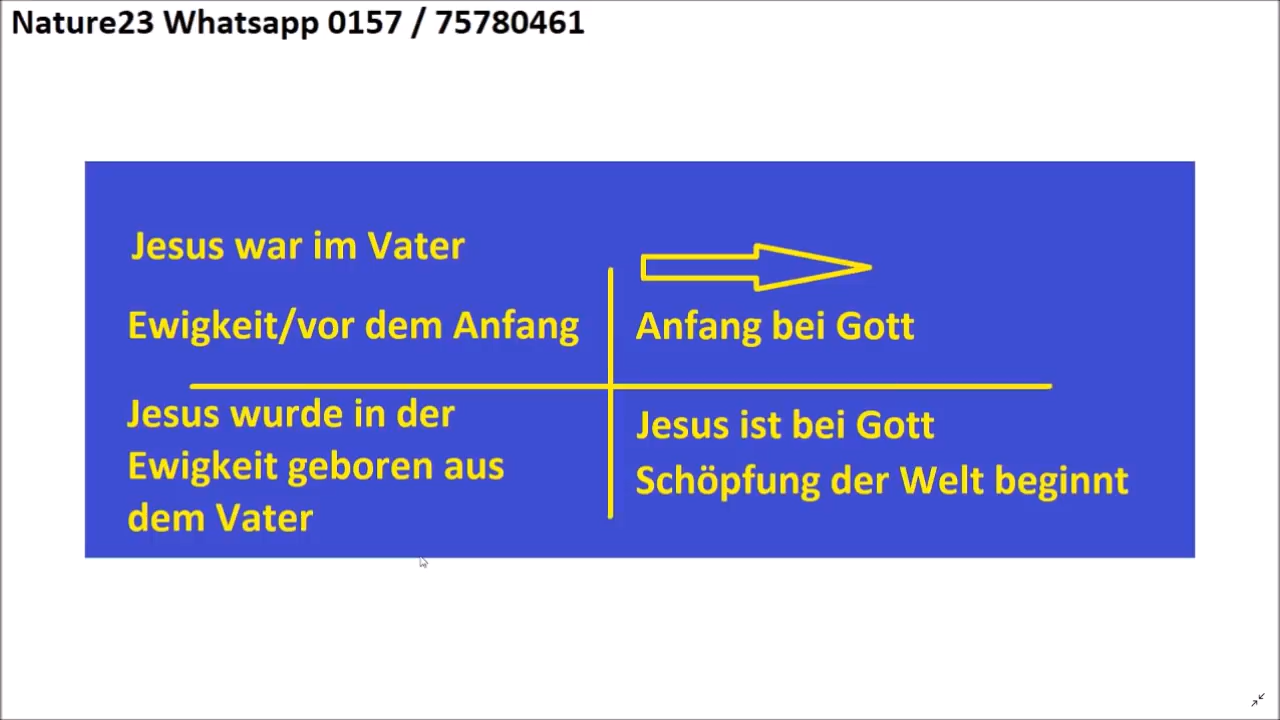 Nature23 Whatsapp 0157 / 75780461
Jesus war im Vater
Ewigkeit/vor dem Anfang
Anfang bei Gott
Jesus wurde in der
Ewigkeit geboren aus
dem Vater
Jesus ist bei Gott
Schöpfung der Welt beginnt